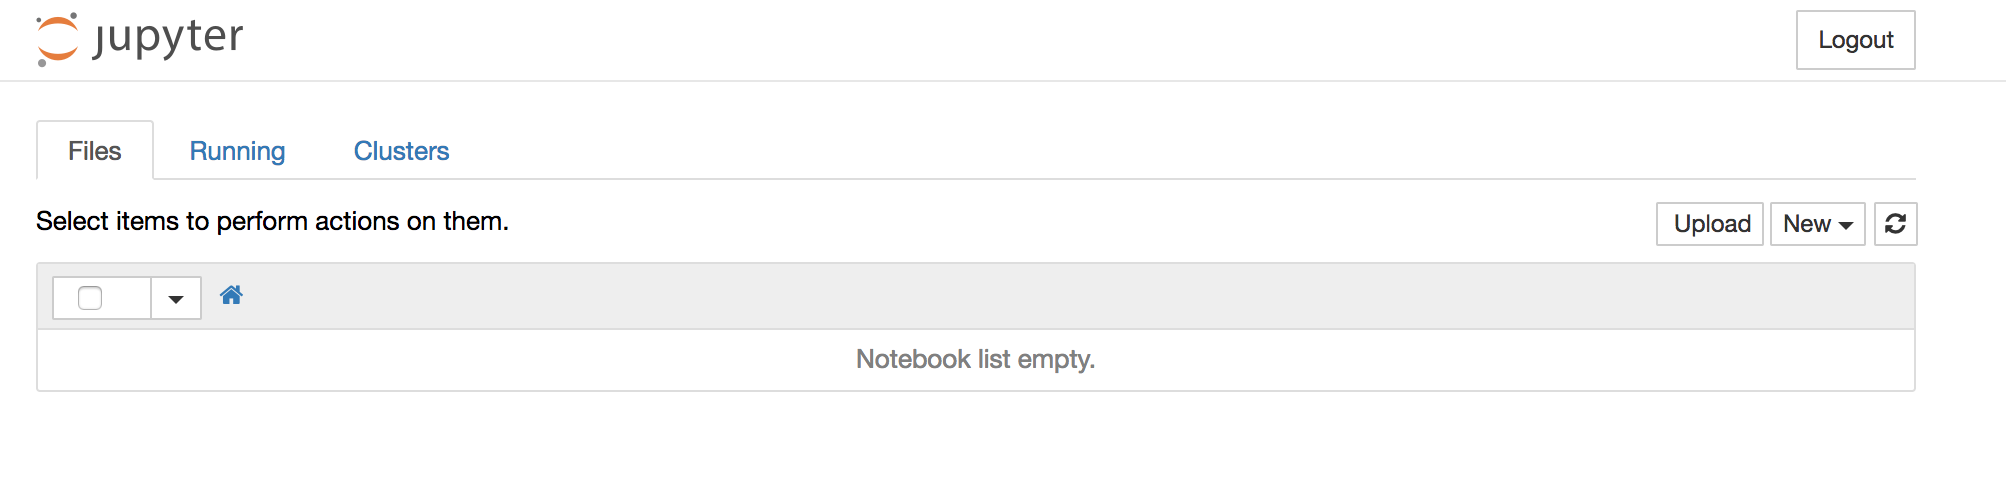 jupyter
Logout
Files Running Clusters
Select items to perform actions on them.
Upload New
Notebook list empty.